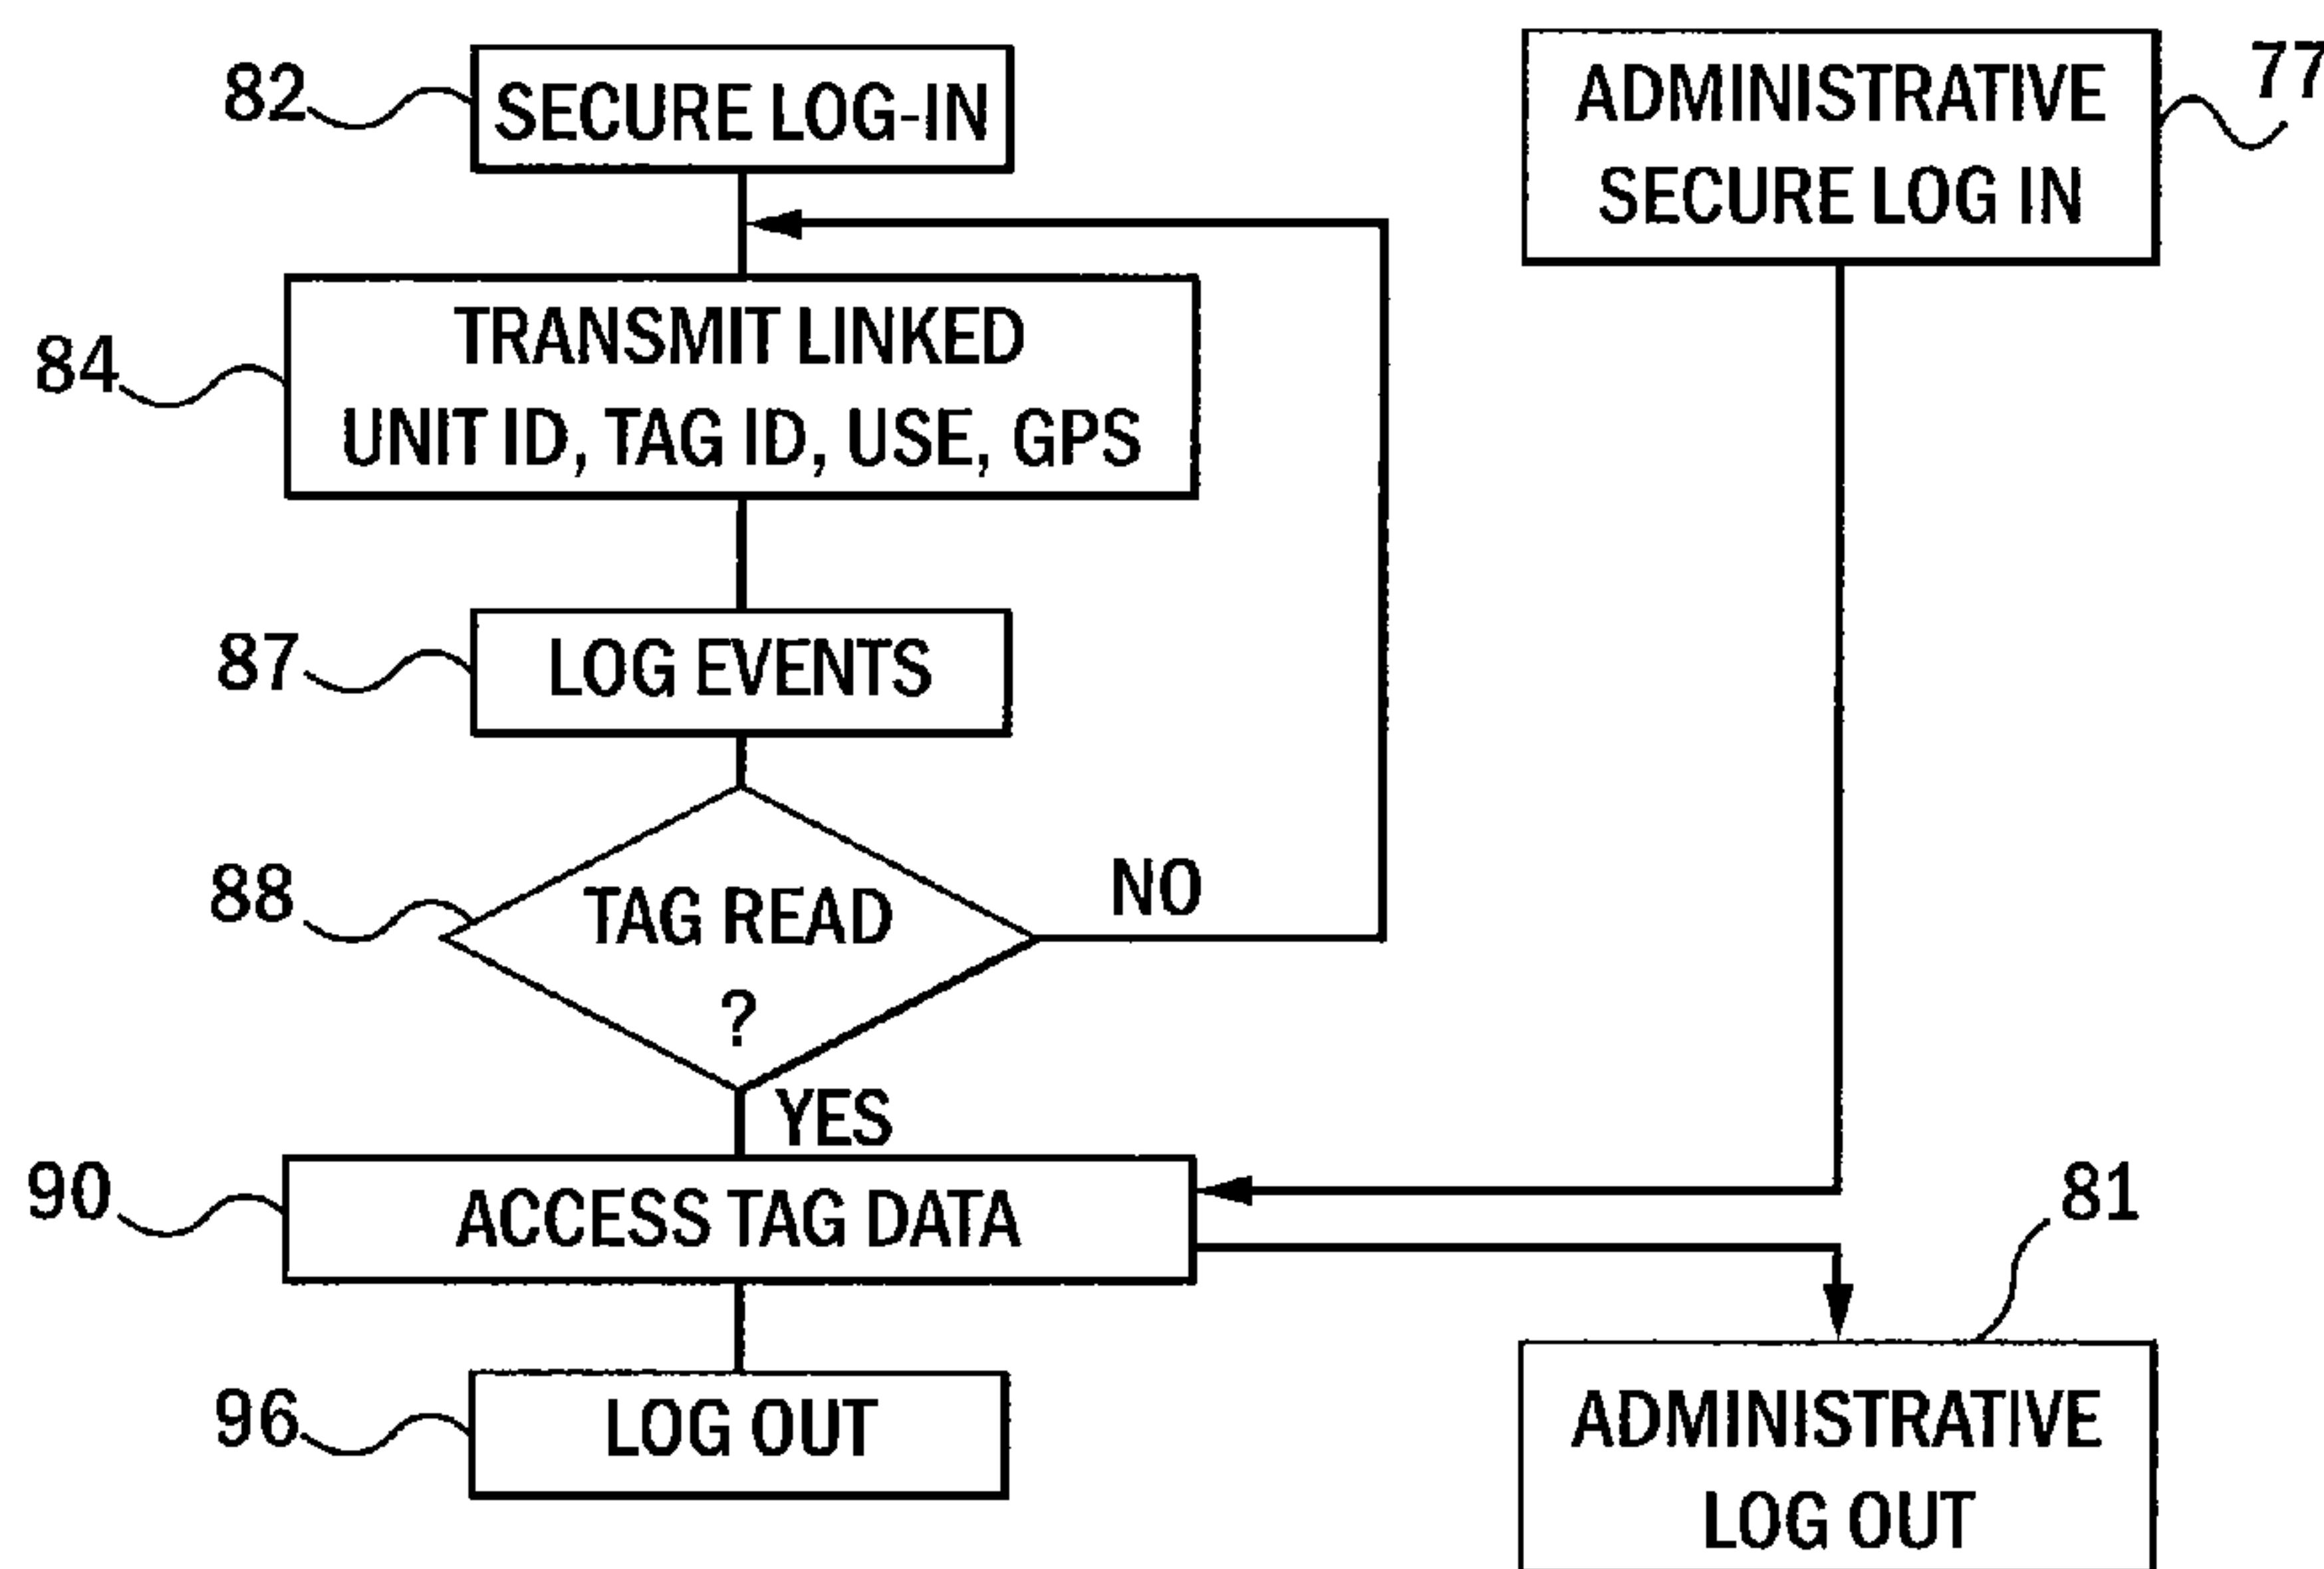 82
SECURE LOG-IN
ADMINISTRATIVE
SECURE LOG IN
77
84
TRANSMIT LINKED
UNIT ID, TAG ID, USE, GPS
87
LOG EVENTS
88
TAG READ
?
NO
YES
90
ACCESS TAG DATA
81
96
LOG OUT
ADMINISTRATIVE
LOG OUT